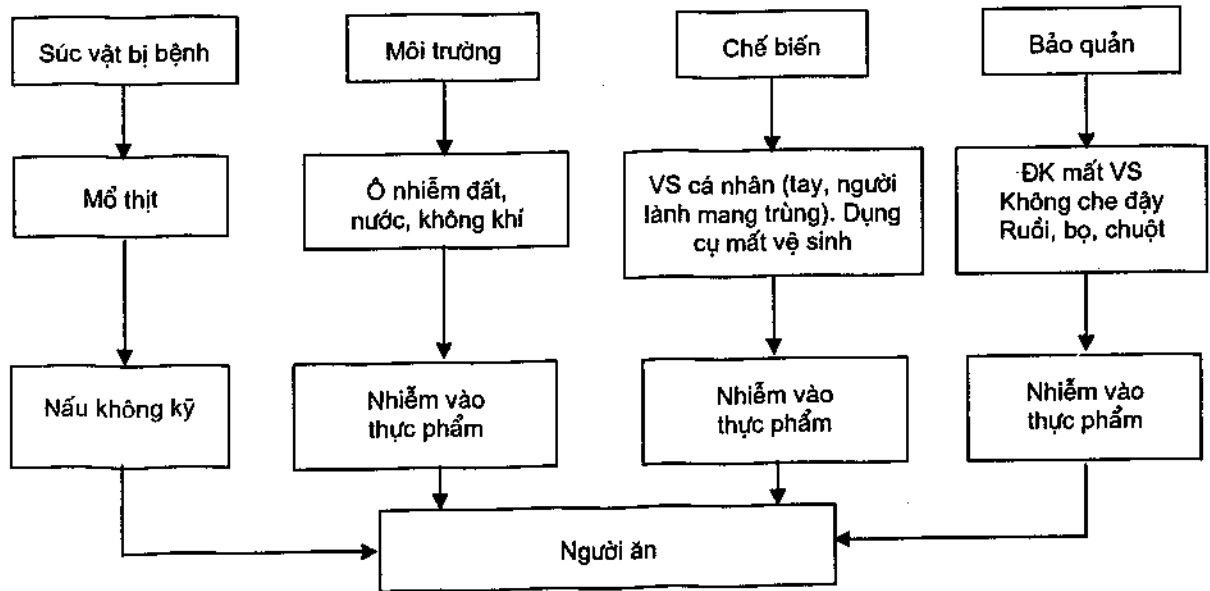 Súc vật bị bệnh
Môi trường
Chế biến
Bảo quản
Mổ thịt
Ô nhiễm đất,
nước, không khí
VS cá nhân (tay, người
lành mang trùng). Dụng
cụ mất vệ sinh
ĐK mất VS
Không che đậy
Ruồi, bọ, chuột
Nấu không kỹ
Nhiễm vào
thực phẩm
Nhiễm vào
thực phẩm
Nhiễm vào
thực phẩm
Người ăn